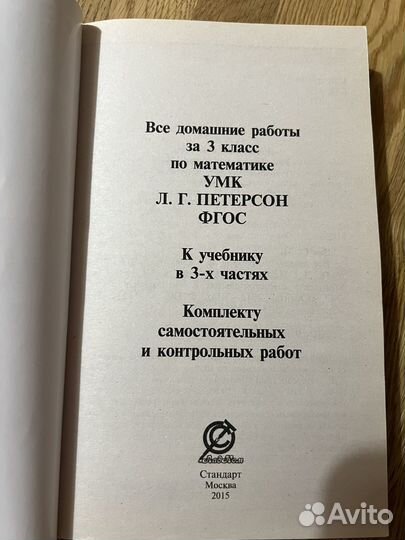 Все домашние работы
за 3 класс
по математике
УМК
Л. Г. ПЕТЕРСОН
ФГОС
К учебнику
в 3-х частях
Комплекту
самостоятельных
и контрольных работ
Стандарт
Москва
2015
Avito